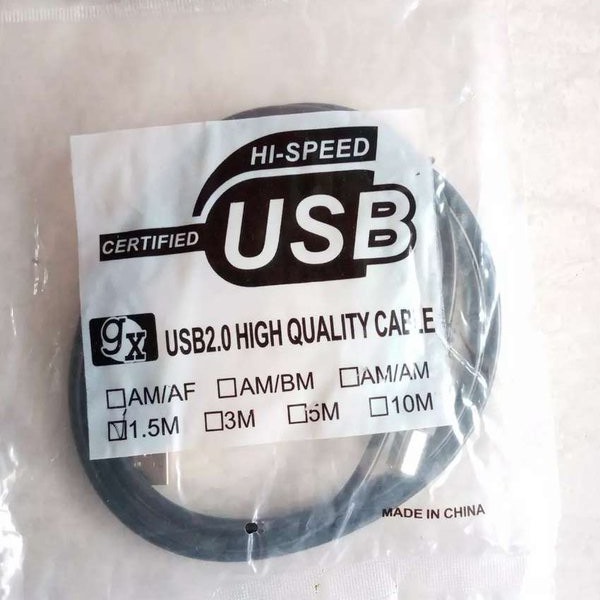 HI-SPEED
CERTIFIED
USB
gx
USB2.0 HIGH QUALITY CABLE
☐AM/AF ☐AM/BM ☐AM/AM
☑1.5M ☐3M ☐5M ☐10M
MADE IN CHINA